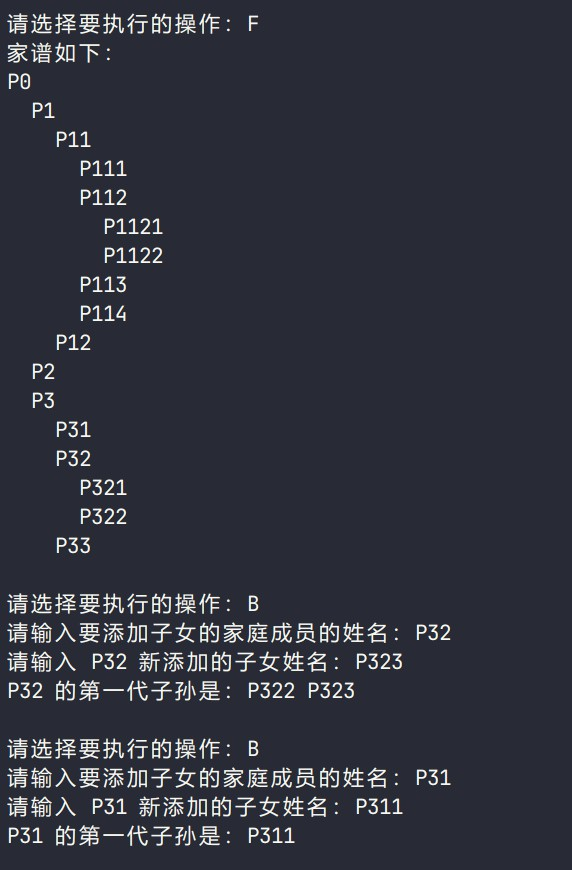 请选择要执行的操作: F
家谱如下:
P0
P1
P11
P111
P112
P1121
P1122
P113
P114
P12
P2
P3
P31
P32
P321
P322
P33
请选择要执行的操作: B
请输入要添加子女的家庭成员的姓名: P32
请输入 P32 新添加的子女姓名: P323
P32 的第一代子孙是: P322 P323
请选择要执行的操作: B
请输入要添加子女的家庭成员的姓名: P31
请输入 P31 新添加的子女姓名: P311
P31 的第一代子孙是: P311